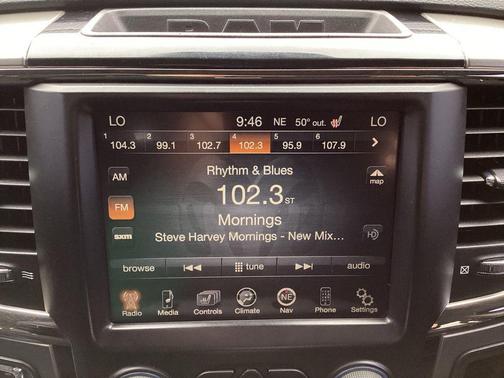 RAM
LO 9:46 NE 50° out. LO
1 2 3 4 5 6
104.3 99.1 102.7 102.3 95.9 107.9
Rhythm & Blues
AM 102.3 ST map
FM Mornings
sxm Steve Harvey Mornings - New Mix... HD
browse tune audio
NE
Radio Media Controls Climate Nav Phone Settings